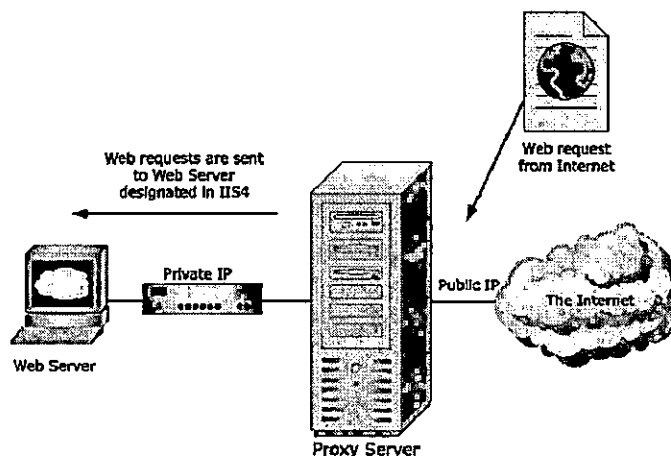 Web request
from Internet
Web requests are sent
to Web Server
designated in IIS4
Private IP
Public IP
The Internet
Web Server
Proxy Server